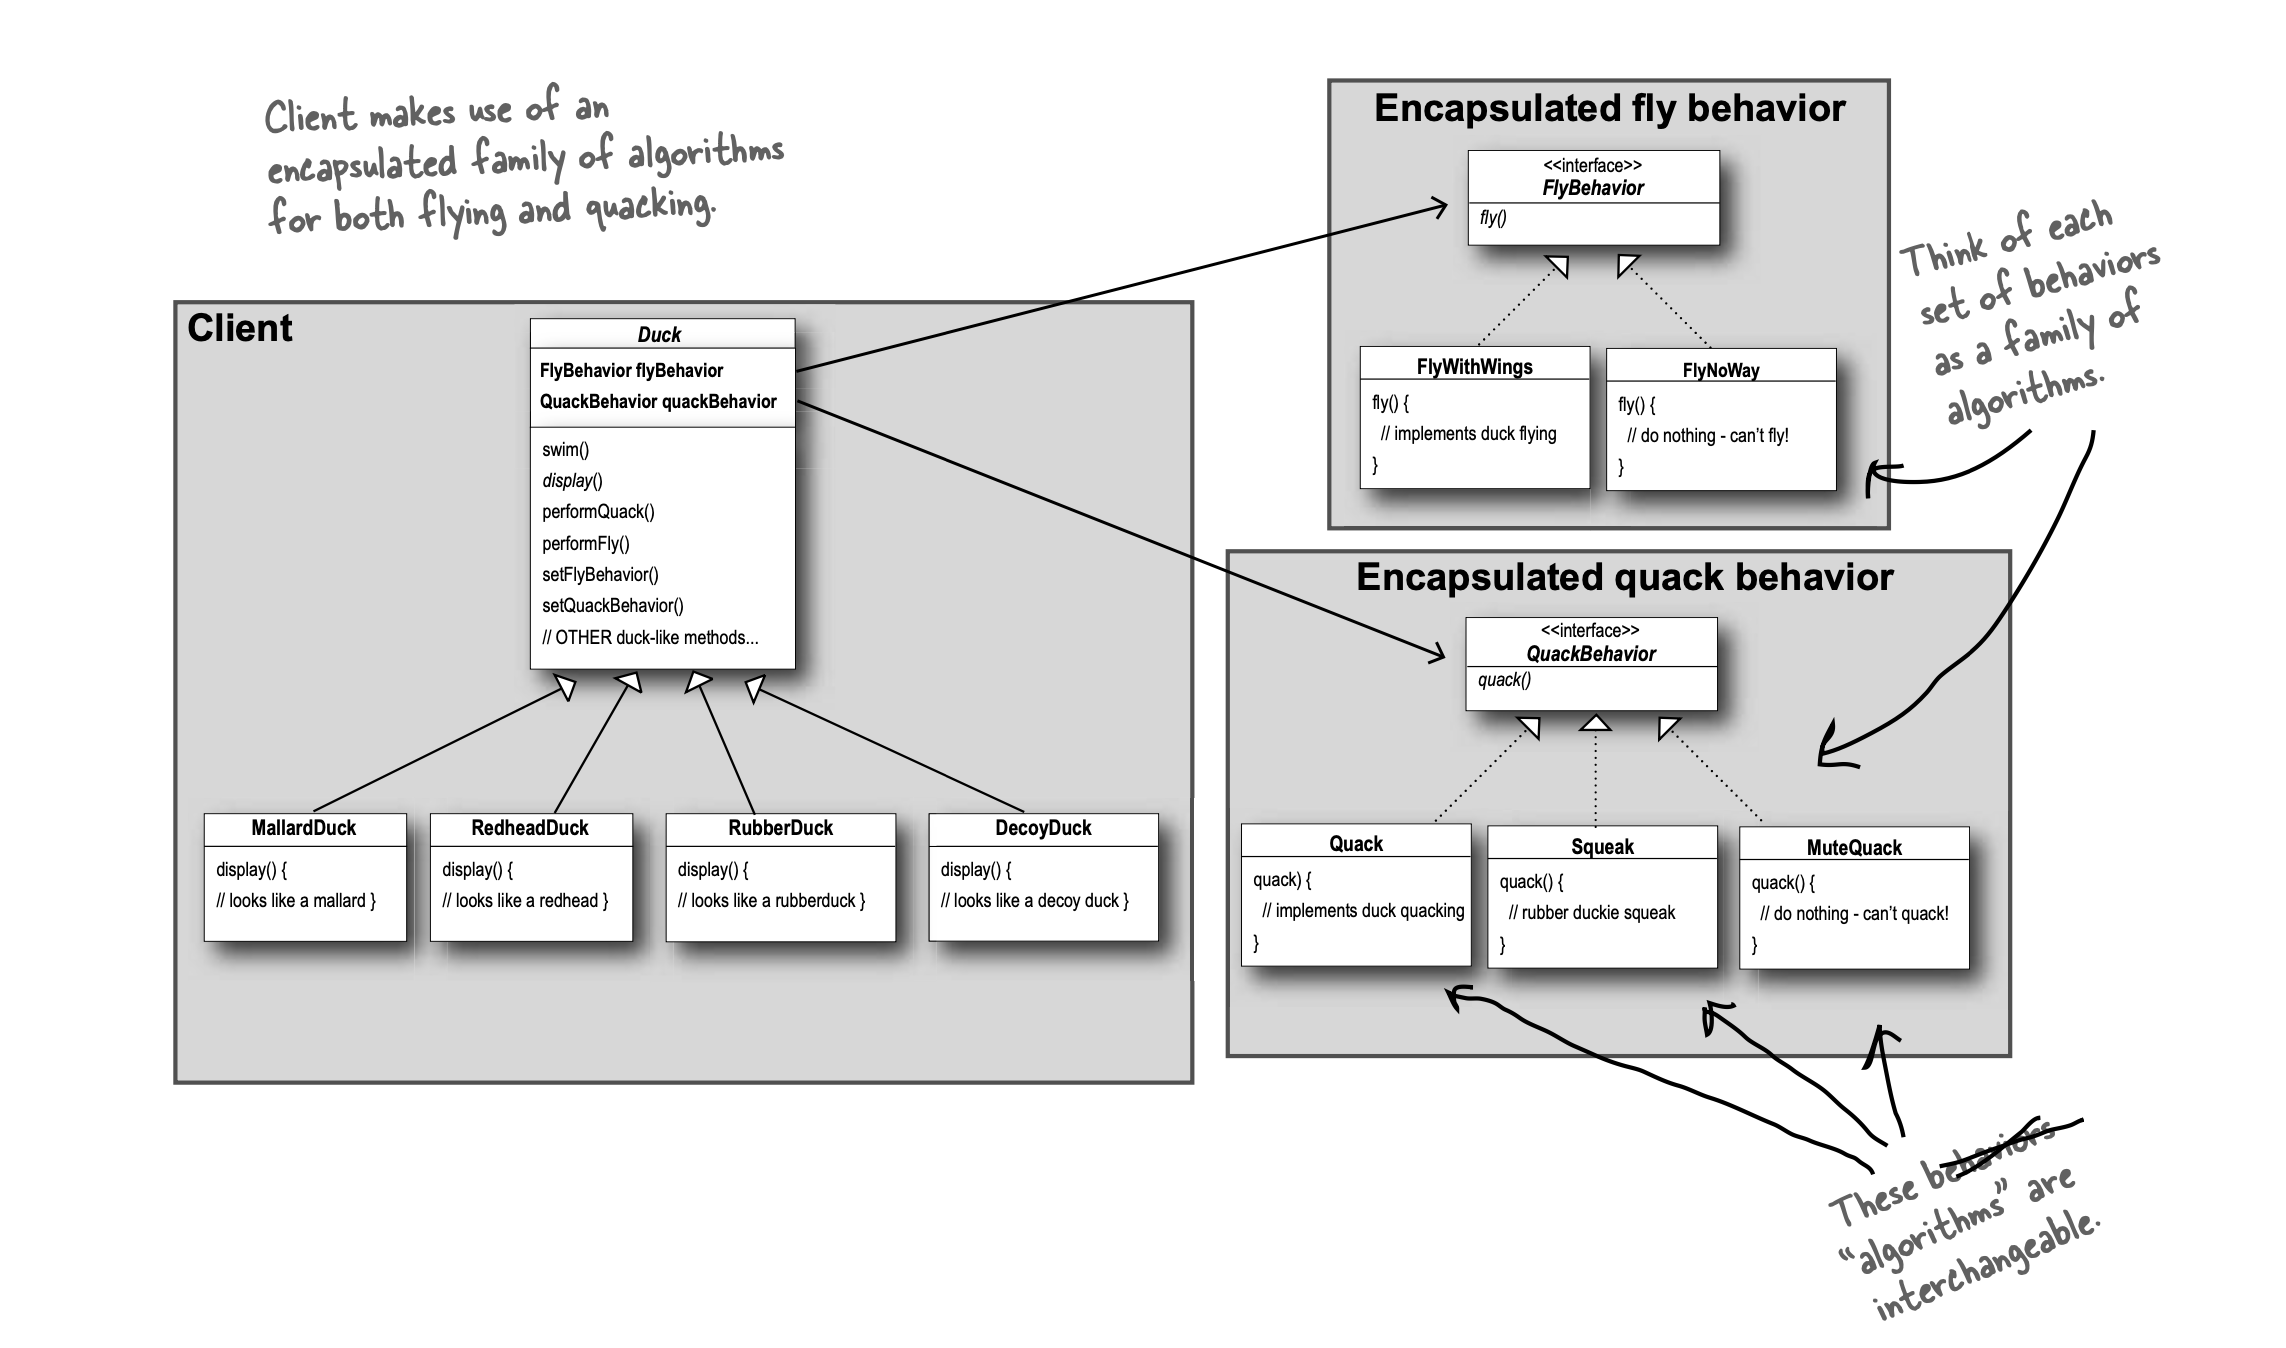 Client makes use of an
encapsulated family of algorithms
for both flying and quacking.
Client
Duck
FlyBehavior flyBehavior
QuackBehavior quackBehavior
swim()
display()
performQuack()
performFly()
setFlyBehavior()
setQuackBehavior()
// OTHER duck-like methods...
MallardDuck
display() {
// looks like a mallard }
RedheadDuck
display() {
// looks like a redhead }
RubberDuck
display() {
// looks like a rubberduck }
DecoyDuck
display() {
// looks like a decoy duck }
Encapsulated fly behavior
<<interface>>
FlyBehavior
fly()
FlyWithWings
fly() {
// implements duck flying
}
FlyNoWay
fly() {
// do nothing - can't fly!
}
Think of each
set of behaviors
as a family of
algorithms.
Encapsulated quack behavior
<<interface>>
QuackBehavior
quack()
Quack
quack) {
// implements duck quacking
}
Squeak
quack() {
// rubber duckie squeak
}
MuteQuack
quack() {
// do nothing - can't quack!
}
These behaviors
“algorithms” are
interchangeable.